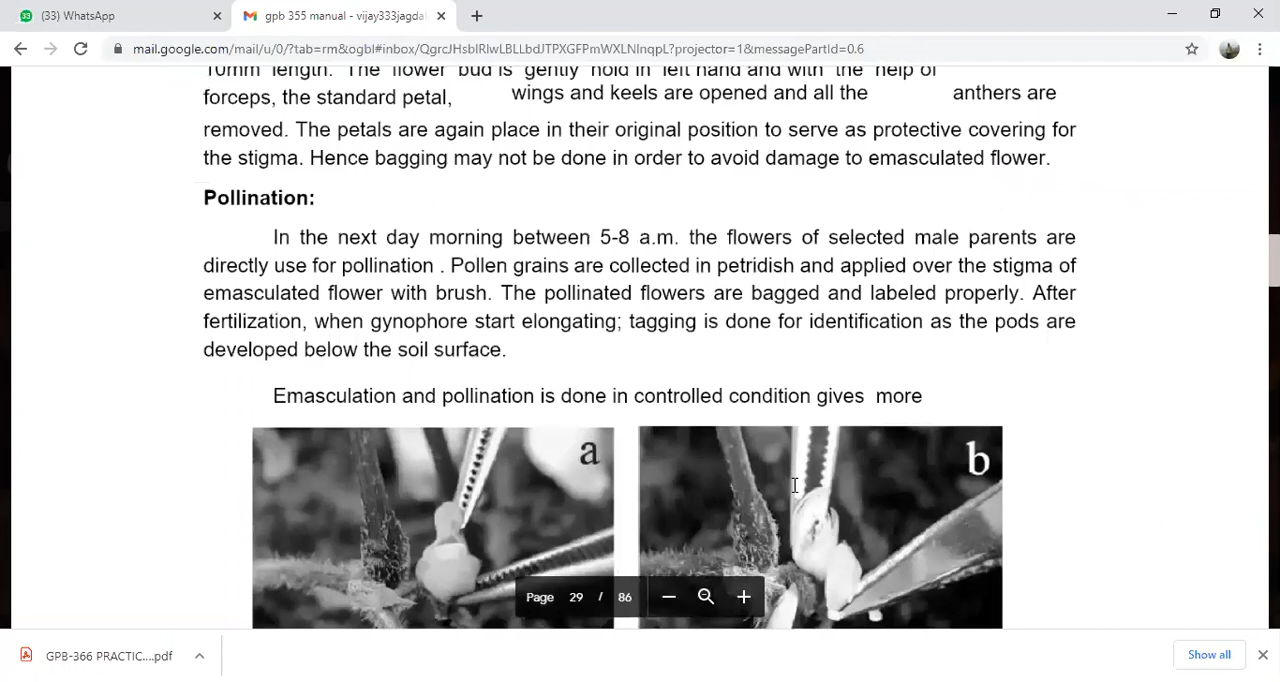 (33) WhatsApp
gpb 355 manual - vijay333jagdal
mail.google.com/mail/u/0/?tab=rm&ogbl#inbox/QgrcJHsblRlwLBLLbdJTPXGFPmWXLNlnqpL?projector=1&messagePartId=0.6
10mm length. The flower bud is gently hold in left hand and with the help of
forceps, the standard petal, wings and keels are opened and all the anthers are
removed. The petals are again place in their original position to serve as protective covering for
the stigma. Hence bagging may not be done in order to avoid damage to emasculated flower.
Pollination:
In the next day morning between 5-8 a.m. the flowers of selected male parents are
directly use for pollination . Pollen grains are collected in petridish and applied over the stigma of
emasculated flower with brush. The pollinated flowers are bagged and labeled properly. After
fertilization, when gynophore start elongating; tagging is done for identification as the pods are
developed below the soil surface.
Emasculation and pollination is done in controlled condition gives more
a
b
Page 29 / 86
GPB-366 PRACTIC....pdf
Show all